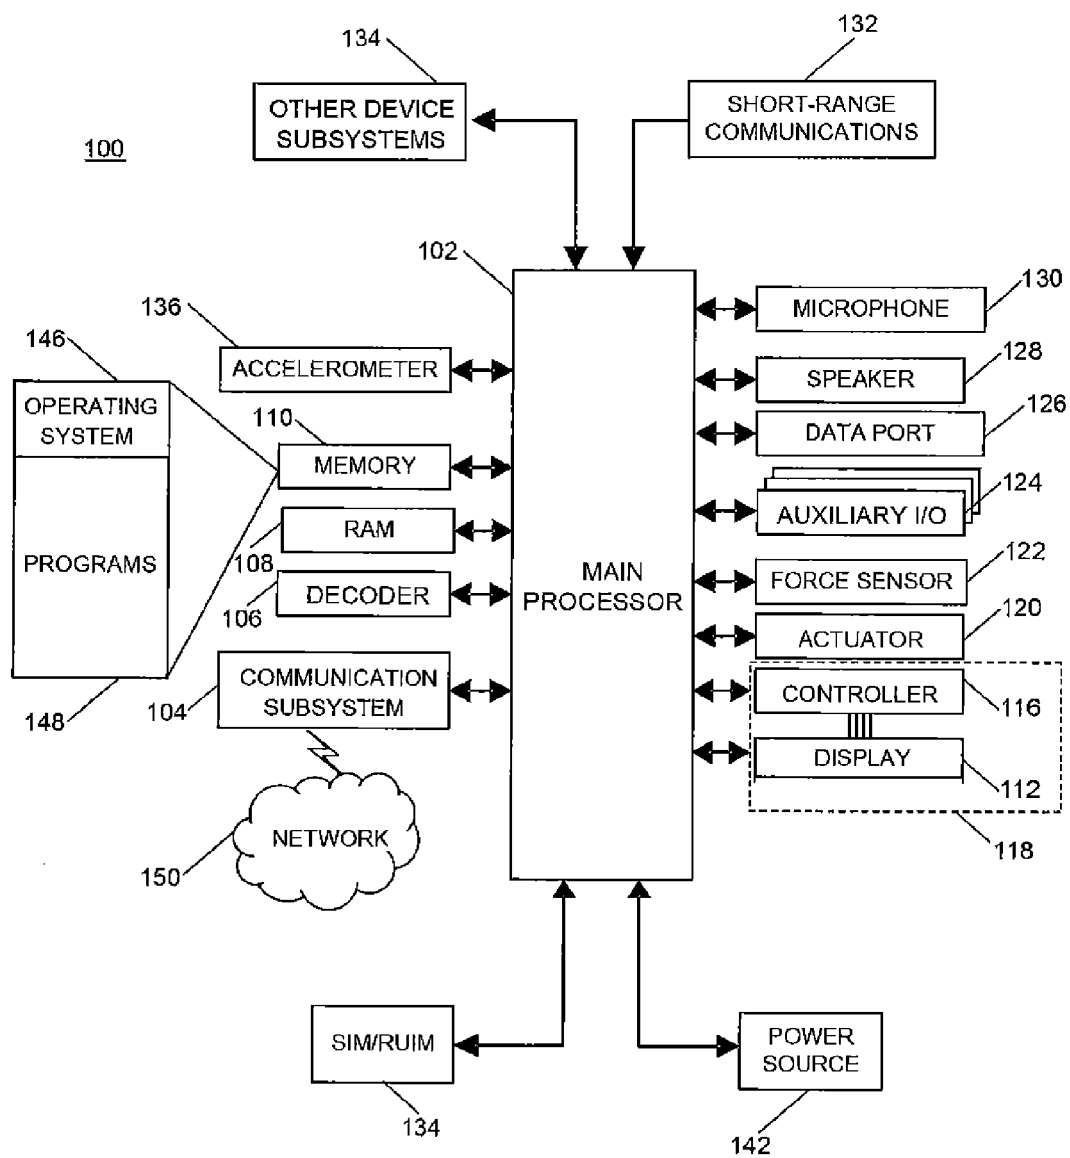 134
132
OTHER DEVICE
SUBSYSTEMS
SHORT-RANGE
COMMUNICATIONS
100
102
136
130
MICROPHONE
146
ACCELEROMETER
128
SPEAKER
OPERATING
SYSTEM
110
126
DATA PORT
MEMORY
124
AUXILIARY I/O
RAM
108
122
PROGRAMS
MAIN
PROCESSOR
FORCE SENSOR
DECODER
106
120
ACTUATOR
COMMUNICATION
SUBSYSTEM
CONTROLLER
116
148
104
DISPLAY
112
NETWORK
118
150
SIM/RUIM
POWER
SOURCE
134
142